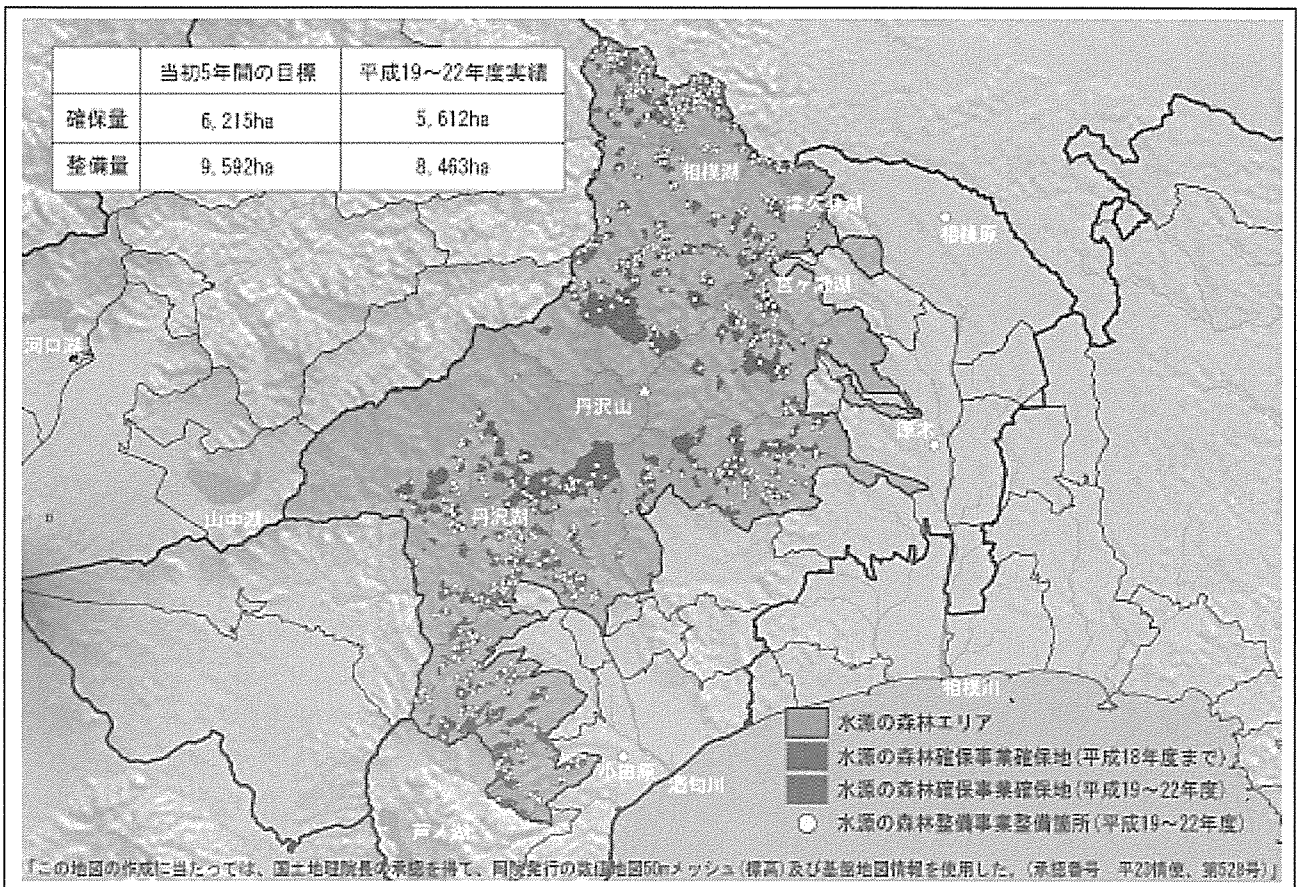 当初5年間の目標 平成19～22年度実績
確保量 6,215ha 5,612ha
整備量 9,592ha 8,463ha
相模湖
津久井湖
相模原
宮ヶ瀬湖
河口湖
丹沢山
厚木
山中湖
丹沢湖
相模川
小田原
酒匂川
芦ノ湖
水源の森林エリア
水源の森林確保事業確保地(平成18年度まで)
水源の森林確保事業確保地(平成19～22年度)
水源の森林整備事業整備箇所(平成19～22年度)
「この地図の作成に当たっては、国土地理院長の承認を得て、同院発行の数値地図50mメッシュ(標高)及び基盤地図情報を使用した。(承認番号 平23情使、第528号)」